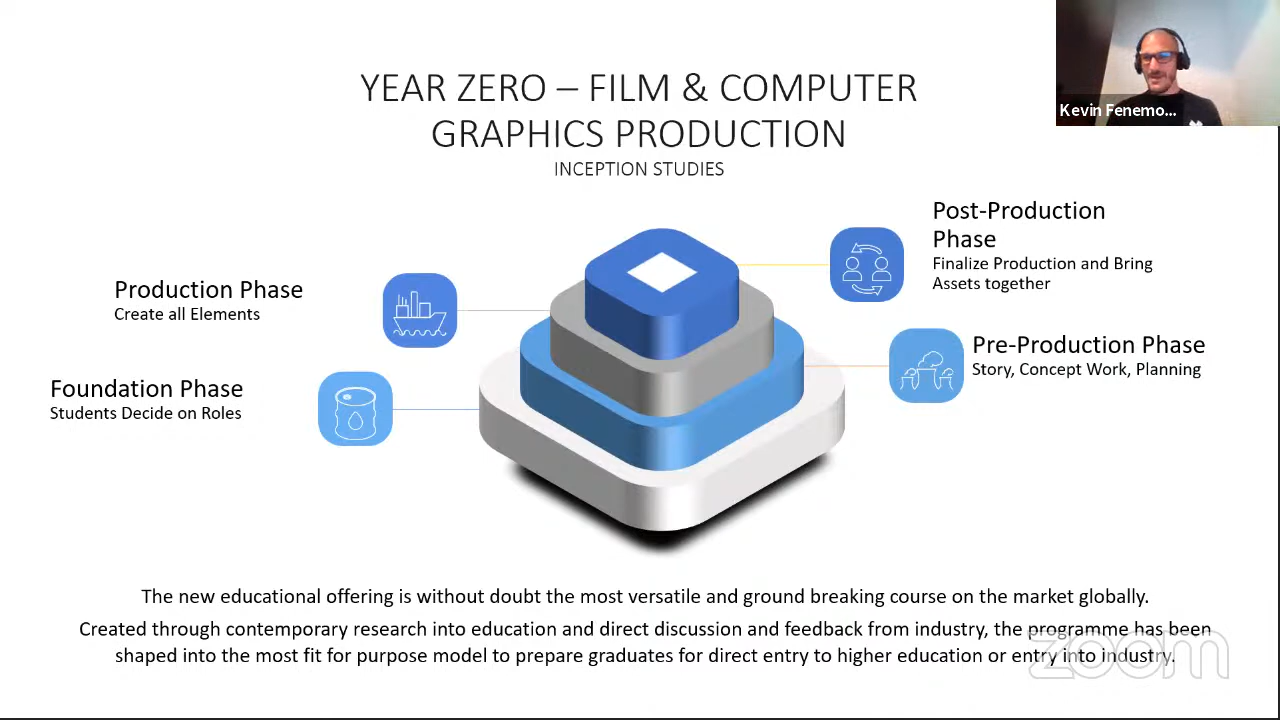 YEAR ZERO – FILM & COMPUTER
GRAPHICS PRODUCTION
INCEPTION STUDIES
Kevin Fenemo...
Post-Production
Phase
Finalize Production and Bring
Assets together
Production Phase
Create all Elements
Pre-Production Phase
Story, Concept Work, Planning
Foundation Phase
Students Decide on Roles
The new educational offering is without doubt the most versatile and ground breaking course on the market globally.
Created through contemporary research into education and direct discussion and feedback from industry, the programme has been
shaped into the most fit for purpose model to prepare graduates for direct entry to higher education or entry into industry.
zoom